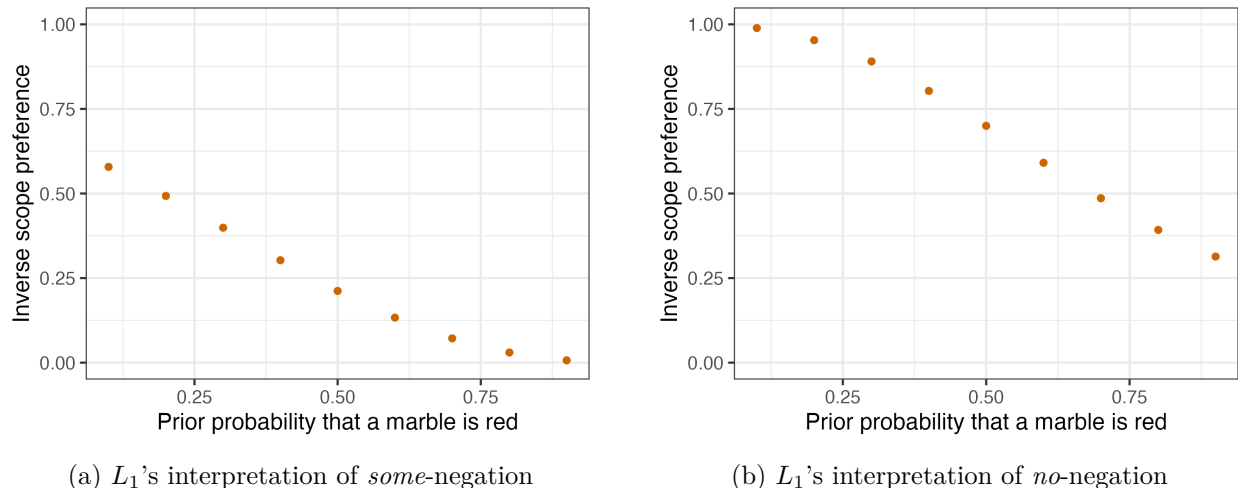 1.00
0.75
0.50
0.25
0.00
Inverse scope preference
0.25 0.50 0.75
Prior probability that a marble is red
(a) L₁'s interpretation of some-negation
1.00
0.75
0.50
0.25
0.00
Inverse scope preference
0.25 0.50 0.75
Prior probability that a marble is red
(b) L₁'s interpretation of no-negation